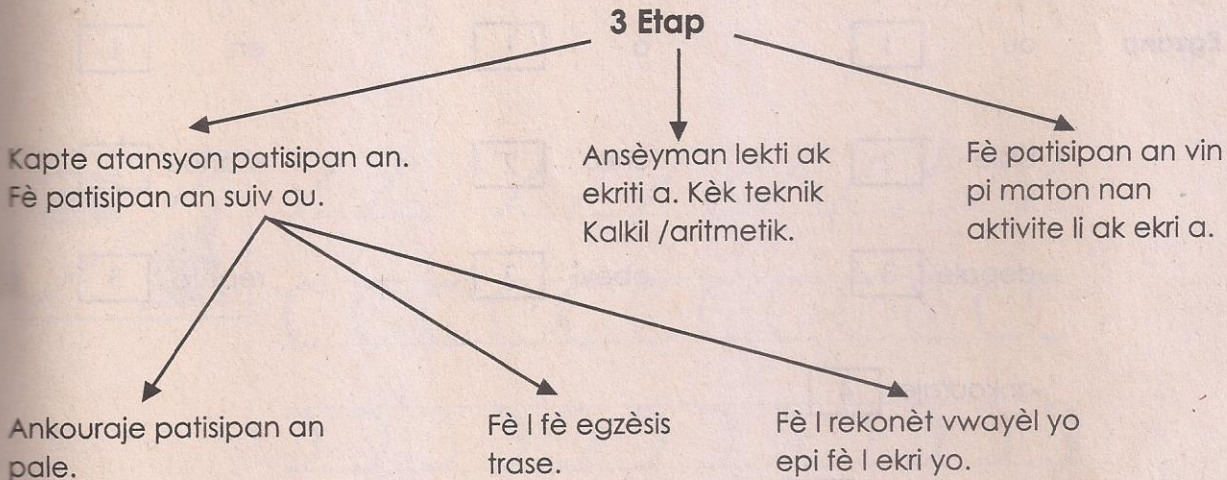 3 Etap
Kapte atansyon patisipan an.
Fè patisipan an suiv ou.
Ansèyman lekti ak
ekriti a. Kèk teknik
Kalkil /aritmetik.
Fè patisipan an vin
pi maton nan
aktivite li ak ekri a.
Ankouraje patisipan an
pale.
Fè l fè egzèsis
trase.
Fè l rekonèt vwayèl yo
epi fè l ekri yo.